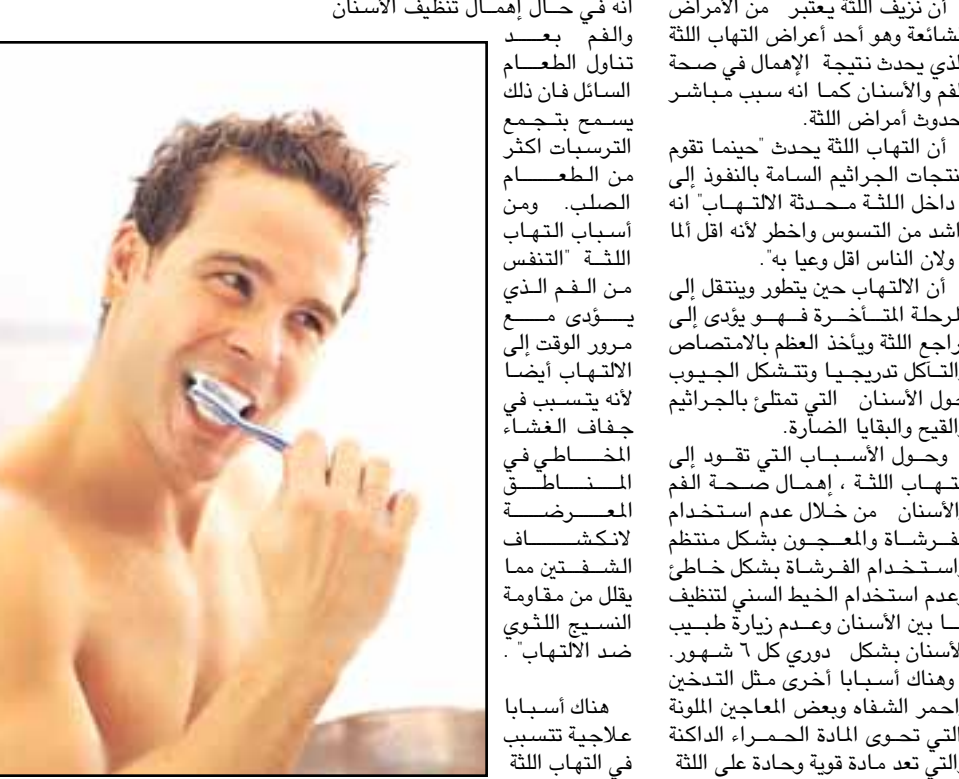 أن نزيف اللثة يعتبر من الأمراض
الشائعة وهو أحد أعراض التهاب اللثة
الذي يحدث نتيجة الإهمال في صحة
الفم والأسنان كما انه سبب مباشر
لحدوث أمراض اللثة.
أن التهاب اللثة يحدث "حينما تقوم
منتجات الجراثيم السامة بالنفوذ إلى
داخل اللثة محدثة الالتهاب" انه
اشد من التسوس واخطر لأنه اقل ألما
ولان الناس اقل وعيا به".
أن الالتهاب حين يتطور وينتقل إلى
المرحلة المتأخرة فهو يؤدى إلى
تراجع اللثة ويأخذ العظم بالامتصاص
والتآكل تدريجيا وتتشكل الجيوب
حول الأسنان التي تمتلئ بالجراثيم
والقيح والبقايا الضارة.
وحول الأسباب التي تقود إلى
التهاب اللثة ، إهمال صحة الفم
والأسنان من خلال عدم استخدام
الفرشاة والمعجون بشكل منتظم
واستخدام الفرشاة بشكل خاطئ
وعدم استخدام الخيط السني لتنظيف
ما بين الأسنان وعدم زيارة طبيب
الأسنان بشكل دوري كل ٦ شهور.
وهناك أسبابا أخرى مثل التدخين
واحمر الشفاه وبعض المعاجين الملونة
والتي تحوى المادة الحمراء الداكنة
والتي تعد مادة قوية وحادة على اللثة
انه في حال إهمال تنظيف الأسنان
والفم بعد
تناول الطعام
السائل فان ذلك
يسمح بتجمع
الترسبات اكثر
من الطعام
الصلب. ومن
أسباب التهاب
اللثة "التنفس
من الفم الذي
يؤدى مع
مرور الوقت إلى
الالتهاب أيضا
لأنه يتسبب في
جفاف الغشاء
المخاطي في
المناطق
المعرضة
لانكشاف
الشفتين مما
يقلل من مقاومة
النسيج اللثوي
ضد الالتهاب" .
هناك أسبابا
علاجية تتسبب
في التهاب اللثة